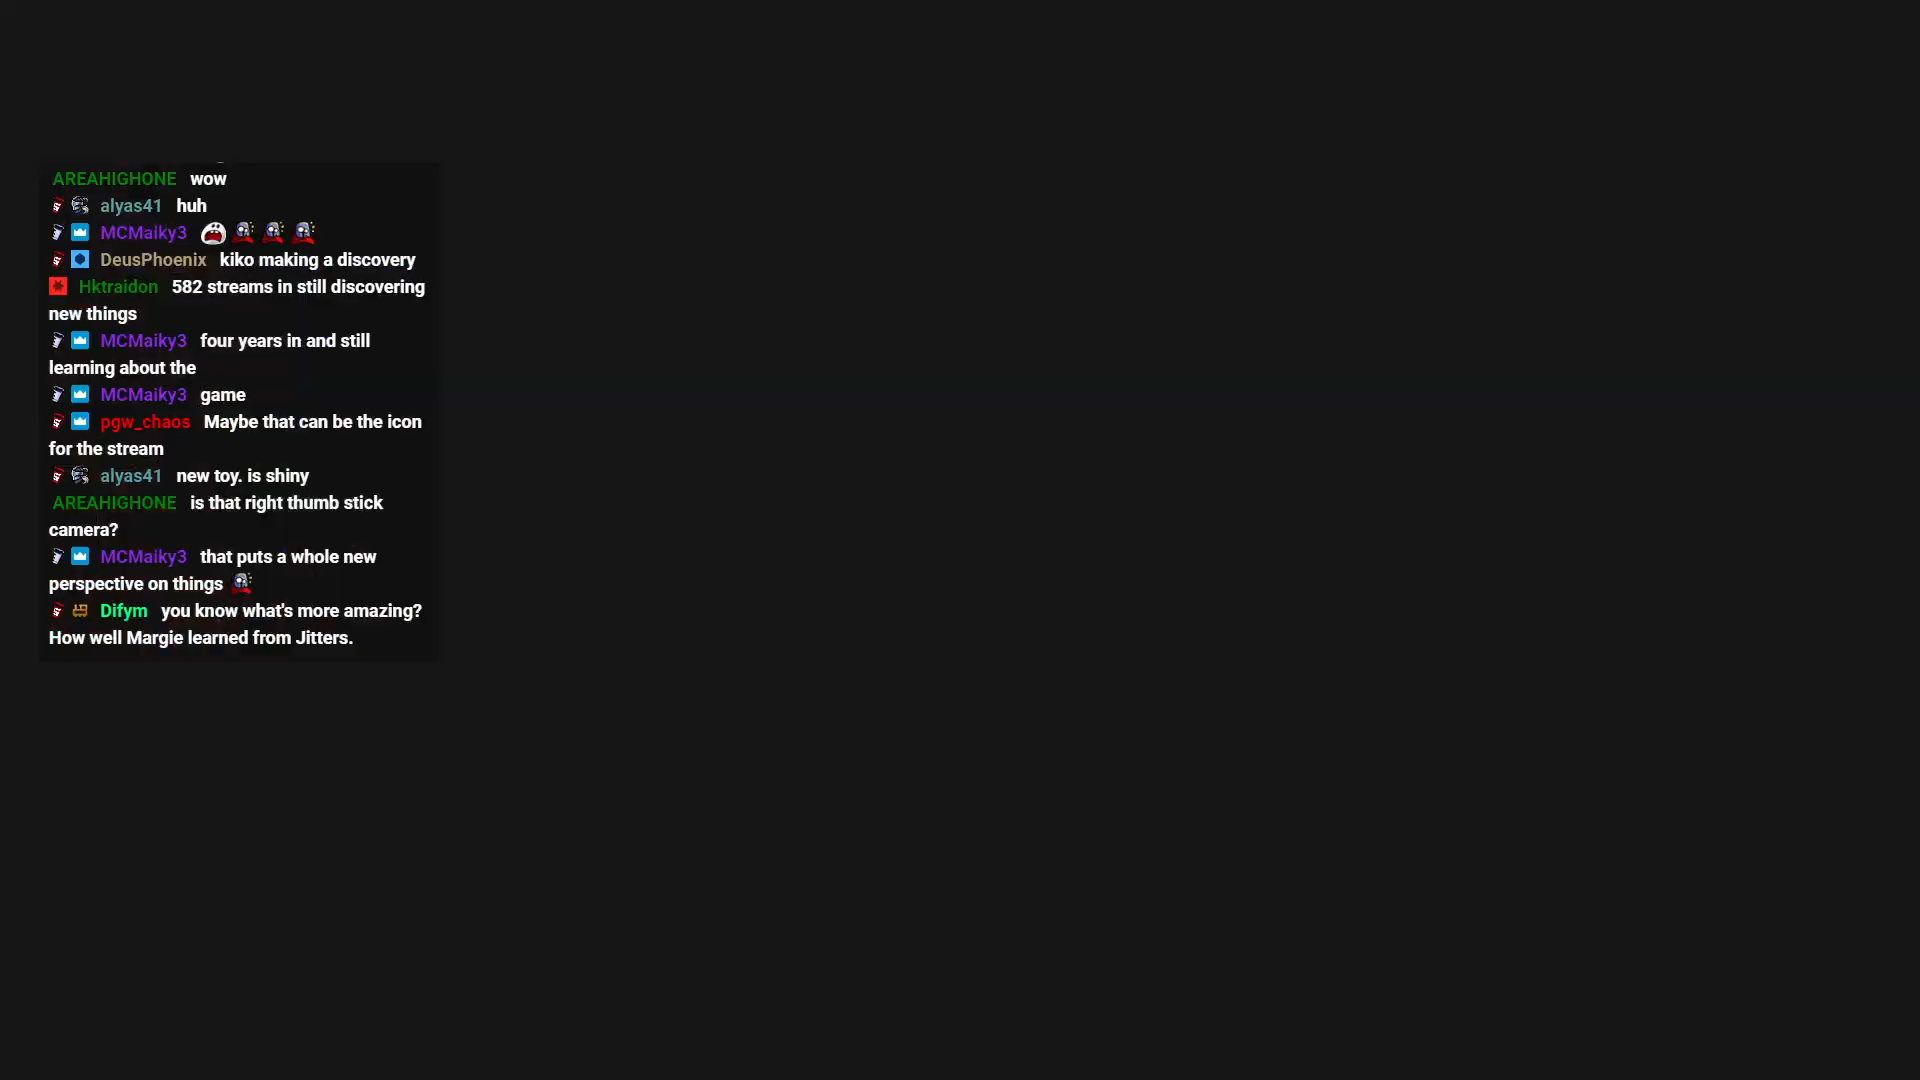 AREAHIGHONE wow
alyas41 huh
MCMaiky3
DeusPhoenix kiko making a discovery
Hktraidon 582 streams in still discovering
new things
MCMaiky3 four years in and still
learning about the
MCMaiky3 game
pgw_chaos Maybe that can be the icon
for the stream
alyas41 new toy. is shiny
AREAHIGHONE is that right thumb stick
camera?
MCMaiky3 that puts a whole new
perspective on things
Difym you know what's more amazing?
How well Margie learned from Jitters.